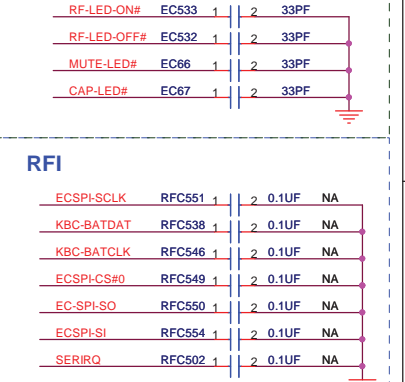 RF-LED-ON# EC533 1 2 33PF
RF-LED-OFF# EC532 1 2 33PF
MUTE-LED# EC66 1 2 33PF
CAP-LED# EC67 1 2 33PF
RFI
ECSPI-SCLK RFC551 1 2 0.1UF NA
KBC-BATDAT RFC538 1 2 0.1UF NA
KBC-BATCLK RFC546 1 2 0.1UF NA
ECSPI-CS#0 RFC549 1 2 0.1UF NA
EC-SPI-SO RFC550 1 2 0.1UF NA
ECSPI-SI RFC554 1 2 0.1UF NA
SERIRQ RFC502 1 2 0.1UF NA